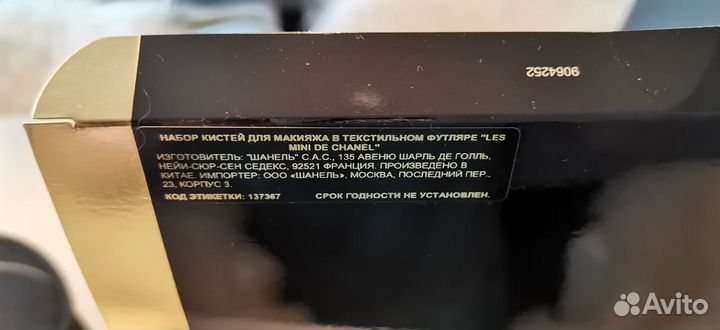 9064252
НАБОР КИСТЕЙ ДЛЯ МАКИЯЖА В ТЕКСТИЛЬНОМ ФУТЛЯРЕ "LES
MINI DE CHANEL"
ИЗГОТОВИТЕЛЬ: "ШАНЕЛЬ" С.А.С., 135 АВЕНЮ ШАРЛЬ ДЕ ГОЛЛЬ,
НЕЙИ-СЮР-СЕН СЕДЕКС, 92521 ФРАНЦИЯ. ПРОИЗВЕДЕНО В
КИТАЕ. ИМПОРТЕР: ООО «ШАНЕЛЬ», МОСКВА, ПОСЛЕДНИЙ ПЕР.,
23, КОРПУС 3.
КОД ЭТИКЕТКИ: 137367 СРОК ГОДНОСТИ НЕ УСТАНОВЛЕН.
Avito